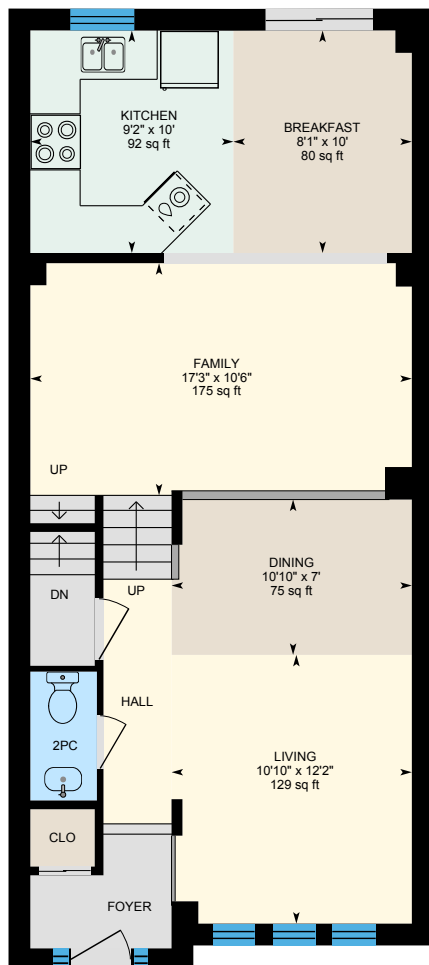 KITCHEN
9'2" x 10'
92 sq ft
BREAKFAST
8'1" x 10'
80 sq ft
FAMILY
17'3" x 10'6"
175 sq ft
UP
DN
UP
DINING
10'10" x 7'
75 sq ft
HALL
2PC
LIVING
10'10" x 12'2"
129 sq ft
CLO
FOYER